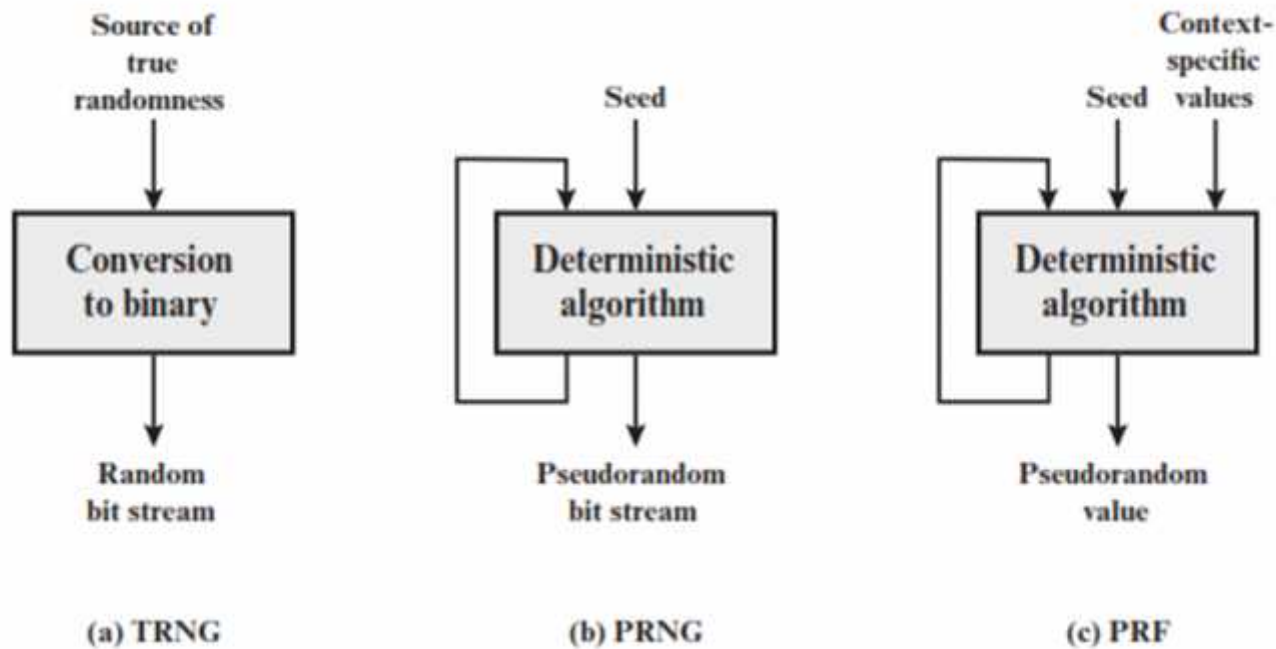 Source of
true
randomness
Conversion
to binary
Random
bit stream
(a) TRNG
Seed
Deterministic
algorithm
Pseudorandom
bit stream
(b) PRNG
Context-
specific
values
Seed
Deterministic
algorithm
Pseudorandom
value
(c) PRF